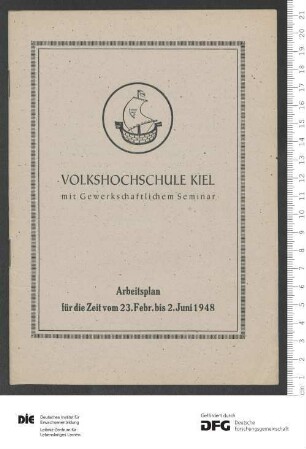 VOLKSHOCHSCHULE KIEL
mit Gewerkschaftlichem Seminar
Arbeitsplan
für die Zeit vom 23. Febr. bis 2. Juni 1948
DIE
Deutsches Institut für
Erwachsenenbildung
Leibniz-Zentrum für
Lebenslanges Lernen
Gefördert durch
DFG
Deutsche
Forschungsgemeinschaft